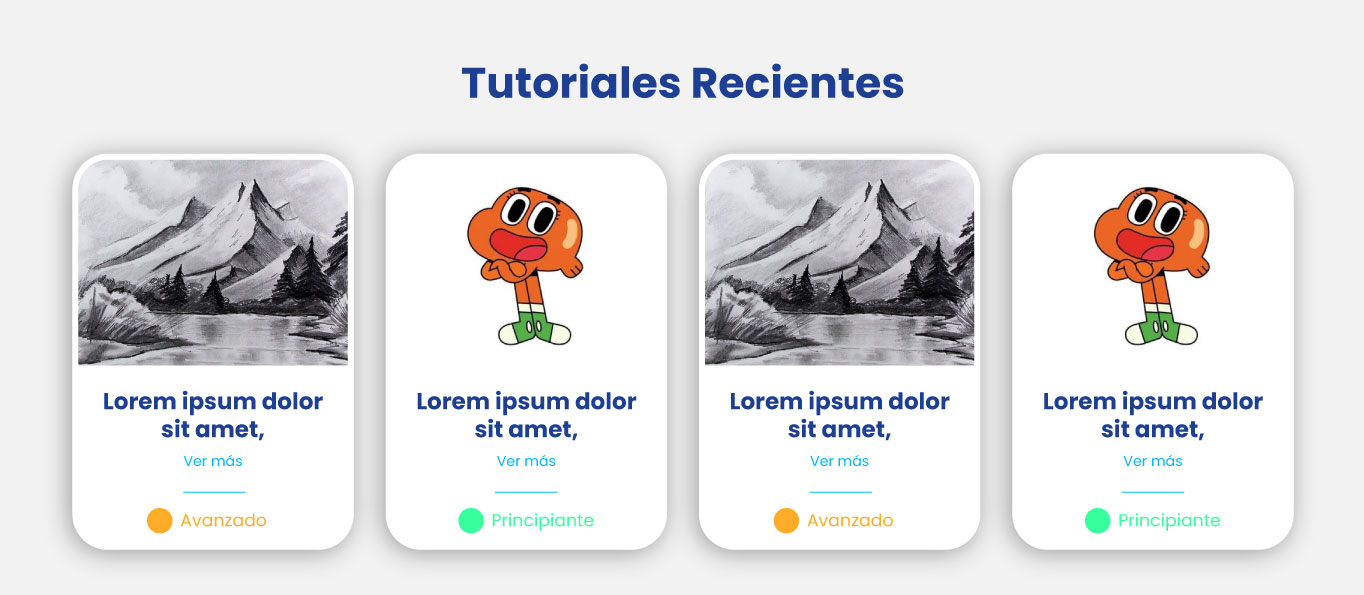 Tutoriales Recientes
Lorem ipsum dolor
sit amet,
Ver más
Avanzado
Lorem ipsum dolor
sit amet,
Ver más
Principiante
Lorem ipsum dolor
sit amet,
Ver más
Avanzado
Lorem ipsum dolor
sit amet,
Ver más
Principiante